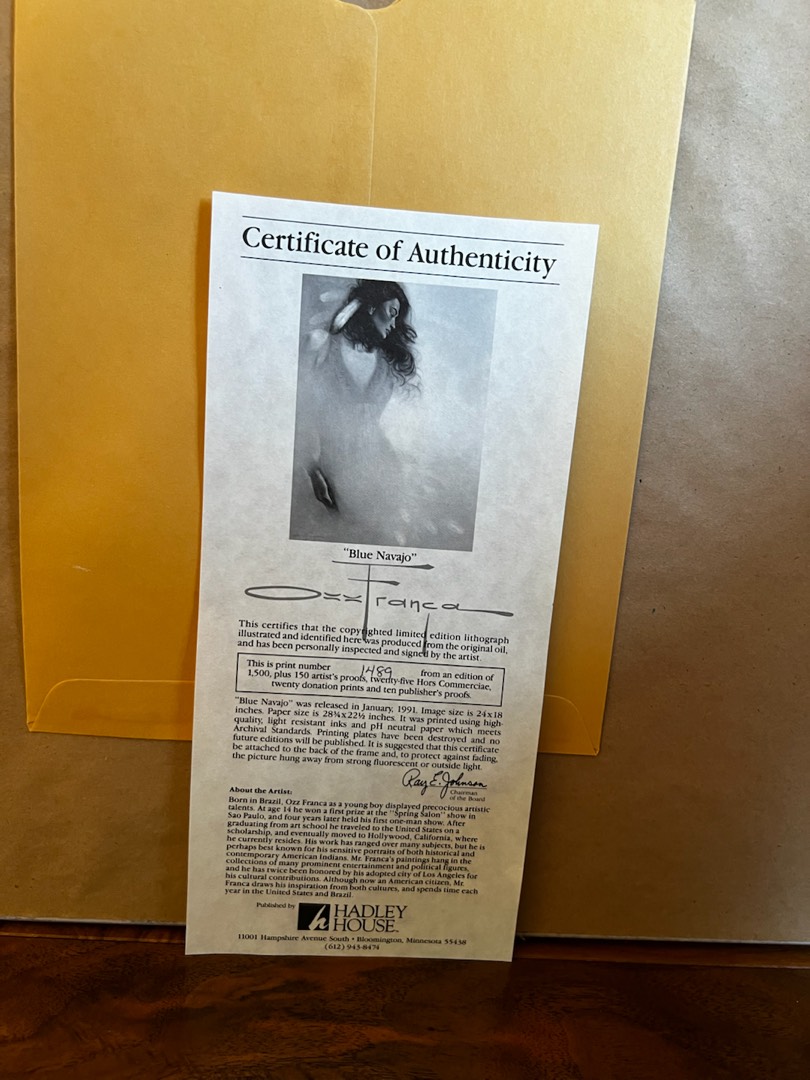 Certificate of Authenticity
"Blue Navajo"
Ozz Franca
This certifies that the copyrighted limited edition lithograph
illustrated and identified here was produced from the original oil,
and has been personally inspected and signed by the artist.
This is print number 1489 from an edition of
1,500, plus 150 artist's proofs, twenty-five Hors Commerciae,
twenty donation prints and ten publisher's proofs.
"Blue Navajo" was released in January, 1991. Image size is 24x18
inches. Paper size is 28¾x22½ inches. It was printed using high-
quality, light resistant inks and pH neutral paper which meets
Archival Standards. Printing plates have been destroyed and no
future editions will be published. It is suggested that this certificate
be attached to the back of the frame and, to protect against fading,
the picture hung away from strong fluorescent or outside light.
Ray E. Johnson
Chairman
of the Board
About the Artist:
Born in Brazil, Ozz Franca as a young boy displayed precocious artistic
talents. At age 14 he won a first prize at the "Spring Salon" show in
Sao Paulo, and four years later held his first one-man show. After
graduating from art school he traveled to the United States on a
scholarship, and eventually moved to Hollywood, California, where
he currently resides. His work has ranged over many subjects, but he is
perhaps best known for his sensitive portraits of both historical and
contemporary American Indians. Mr. Franca's paintings hang in the
collections of many prominent entertainment and political figures,
and he has twice been honored by his adopted city of Los Angeles for
his cultural contributions. Although now an American citizen, Mr.
Franca draws his inspiration from both cultures, and spends time each
year in the United States and Brazil.
Published by h HADLEY
HOUSE
11001 Hampshire Avenue South • Bloomington, Minnesota 55438
(612) 943-8474